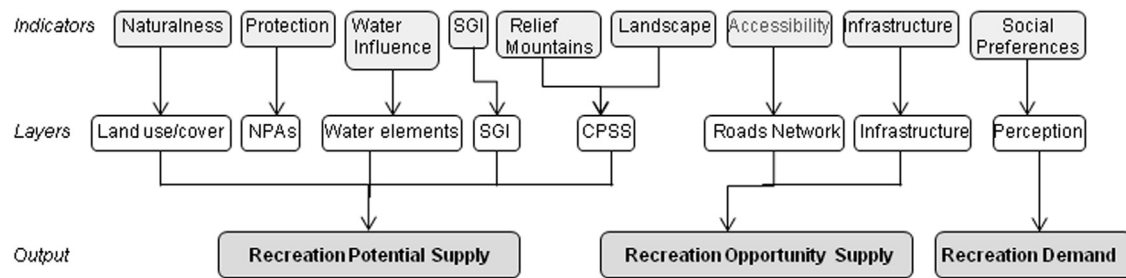 Indicators
Naturalness
Protection
Water
Influence
SGI
Relief
Mountains
Landscape
Accessibility
Infrastructure
Social
Preferences
Layers
Land use/cover
NPAs
Water elements
SGI
CPSS
Roads Network
Infrastructure
Perception
Output
Recreation Potential Supply
Recreation Opportunity Supply
Recreation Demand